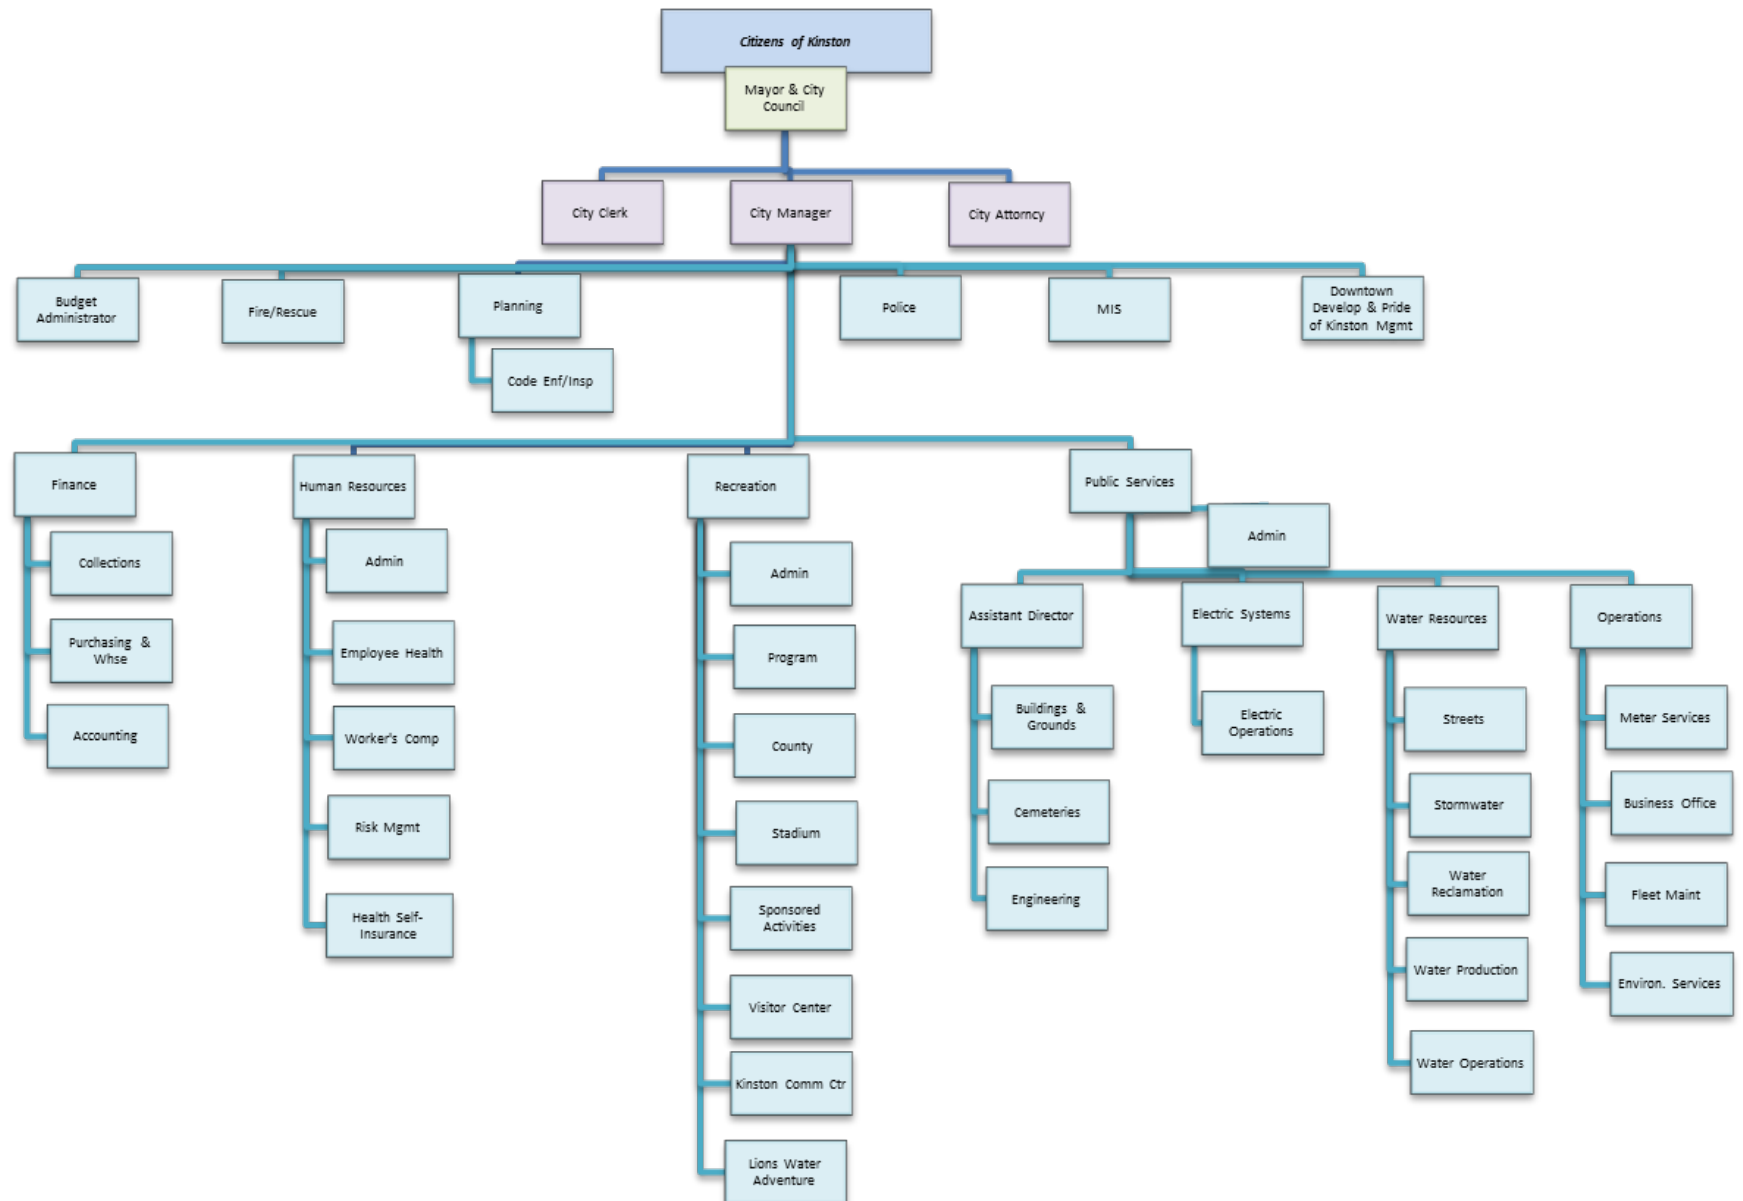 Citizens of Kinston
Mayor & City
Council
City Clerk
City Manager
City Attorncy
Budget
Administrator
Fire/Rescue
Planning
Police
MIS
Downtown
Develop & Pride
of Kinston Mgmt
Code Enf/Insp
Finance
Human Resources
Recreation
Public Services
Admin
Collections
Purchasing &
Whse
Accounting
Admin
Employee Health
Worker's Comp
Risk Mgmt
Health Self-
Insurance
Admin
Program
County
Stadium
Sponsored
Activities
Visitor Center
Kinston Comm Ctr
Lions Water
Adventure
Assistant Director
Buildings &
Grounds
Cemeteries
Engineering
Electric Systems
Electric
Operations
Water Resources
Streets
Stormwater
Water
Reclamation
Water Production
Water Operations
Operations
Meter Services
Business Office
Fleet Maint
Environ. Services